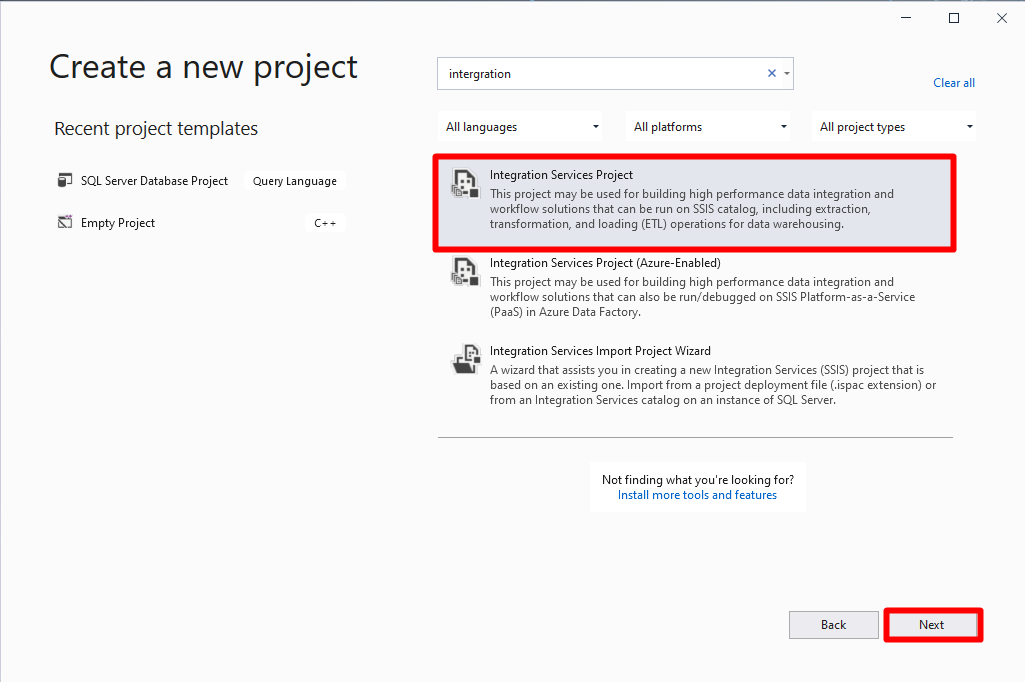 Create a new project
intergration
Clear all
Recent project templates
All languages
All platforms
All project types
SQL Server Database Project
Query Language
Empty Project
C++
Integration Services Project
This project may be used for building high performance data integration and
workflow solutions that can be run on SSIS catalog, including extraction,
transformation, and loading (ETL) operations for data warehousing.
Integration Services Project (Azure-Enabled)
This project may be used for building high performance data integration and
workflow solutions that can also be run/debugged on SSIS Platform-as-a-Service
(PaaS) in Azure Data Factory.
Integration Services Import Project Wizard
A wizard that assists you in creating a new Integration Services (SSIS) project that is
based on an existing one. Import from a project deployment file (.ispac extension) or
from an Integration Services catalog on an instance of SQL Server.
Not finding what you're looking for?
Install more tools and features
Back
Next